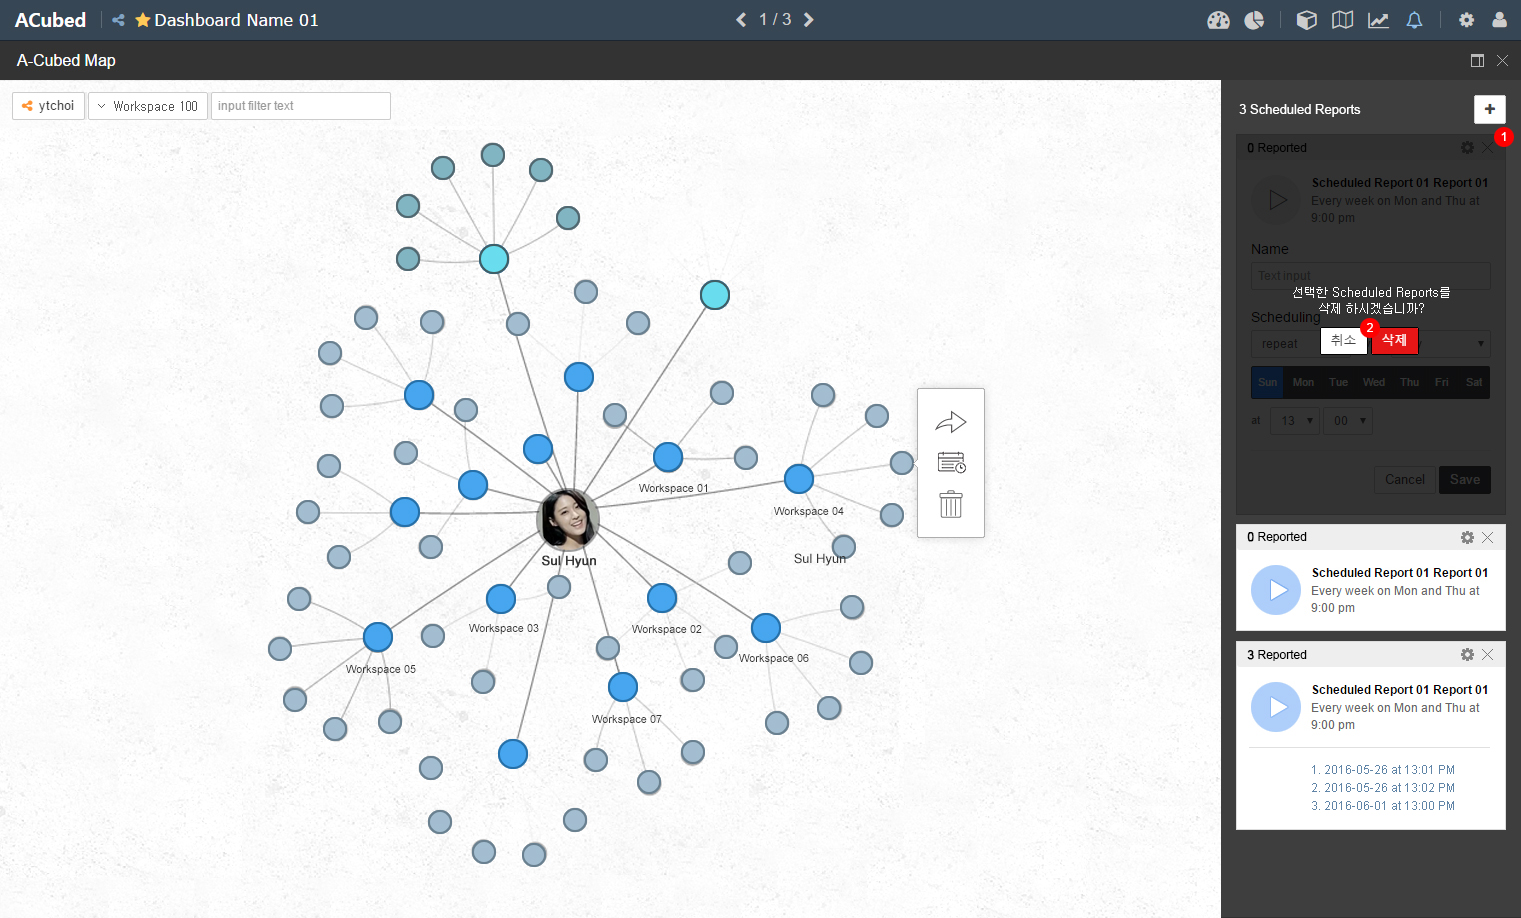 ACubed
Dashboard Name 01
1 / 3
A-Cubed Map
ytchoi
Workspace 100
input filter text
Workspace 01
Workspace 04
Sul Hyun
Sul Hyun
Workspace 03
Workspace 02
Workspace 05
Workspace 06
Workspace 07
3 Scheduled Reports
+
1
0 Reported
Scheduled Report 01 Report 01
Every week on Mon and Thu at
9:00 pm
Name
Text input
선택한 Scheduled Reports를
삭제 하시겠습니까?
Scheduling
2
repeat
취소
삭제
Sun Mon Tue Wed Thu Fri Sat
at 13 00
Cancel Save
0 Reported
Scheduled Report 01 Report 01
Every week on Mon and Thu at
9:00 pm
3 Reported
Scheduled Report 01 Report 01
Every week on Mon and Thu at
9:00 pm
1. 2016-05-26 at 13:01 PM
2. 2016-05-26 at 13:02 PM
3. 2016-06-01 at 13:00 PM